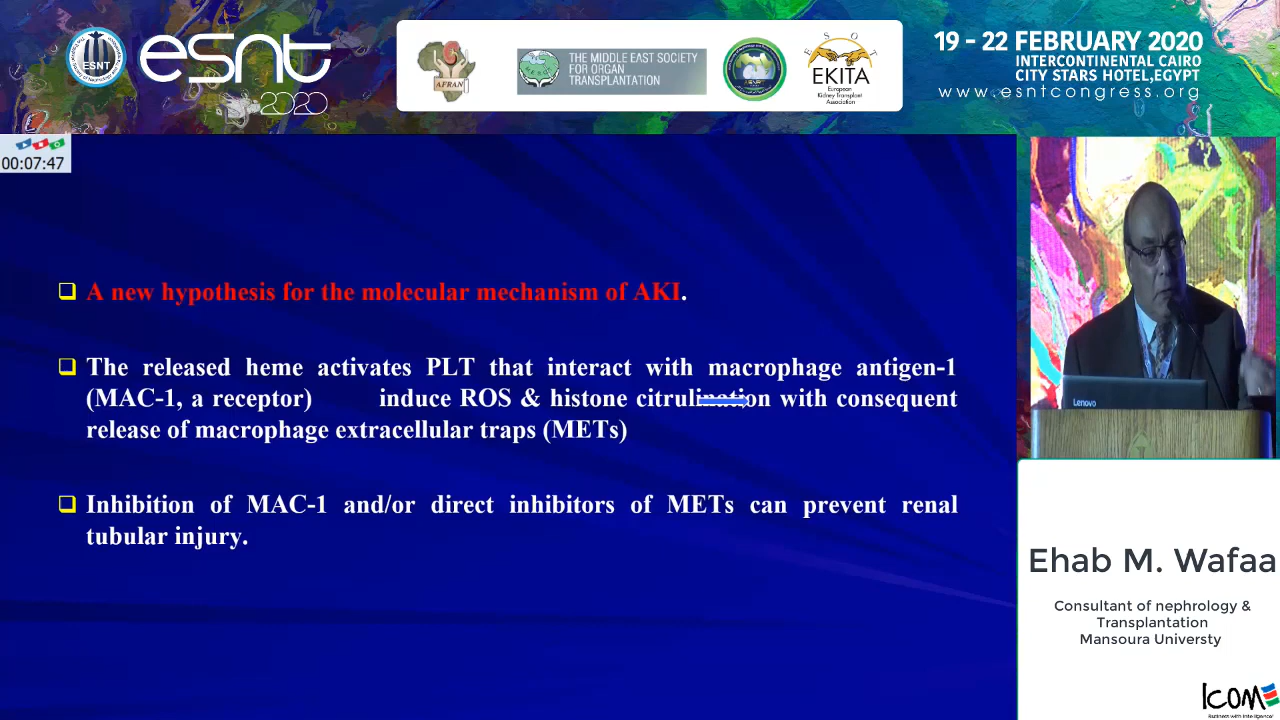 ESNT
esnt
2020
AFRAN
THE MIDDLE EAST SOCIETY
FOR ORGAN
TRANSPLANTATION
E S O T
EKITA
European
Kidney Transplant
Association
19 - 22 FEBRUARY 2020
INTERCONTINENTAL CAIRO
CITY STARS HOTEL,EGYPT
www.esntcongress.org
00:07:47
A new hypothesis for the molecular mechanism of AKI.
The released heme activates PLT that interact with macrophage antigen-1
(MAC-1, a receptor) induce ROS & histone citrulination with consequent
release of macrophage extracellular traps (METs)
Inhibition of MAC-1 and/or direct inhibitors of METs can prevent renal
tubular injury.
Lenovo
Ehab M. Wafaa
Consultant of nephrology &
Transplantation
Mansoura Universty
Icom
Business with Intelligence!